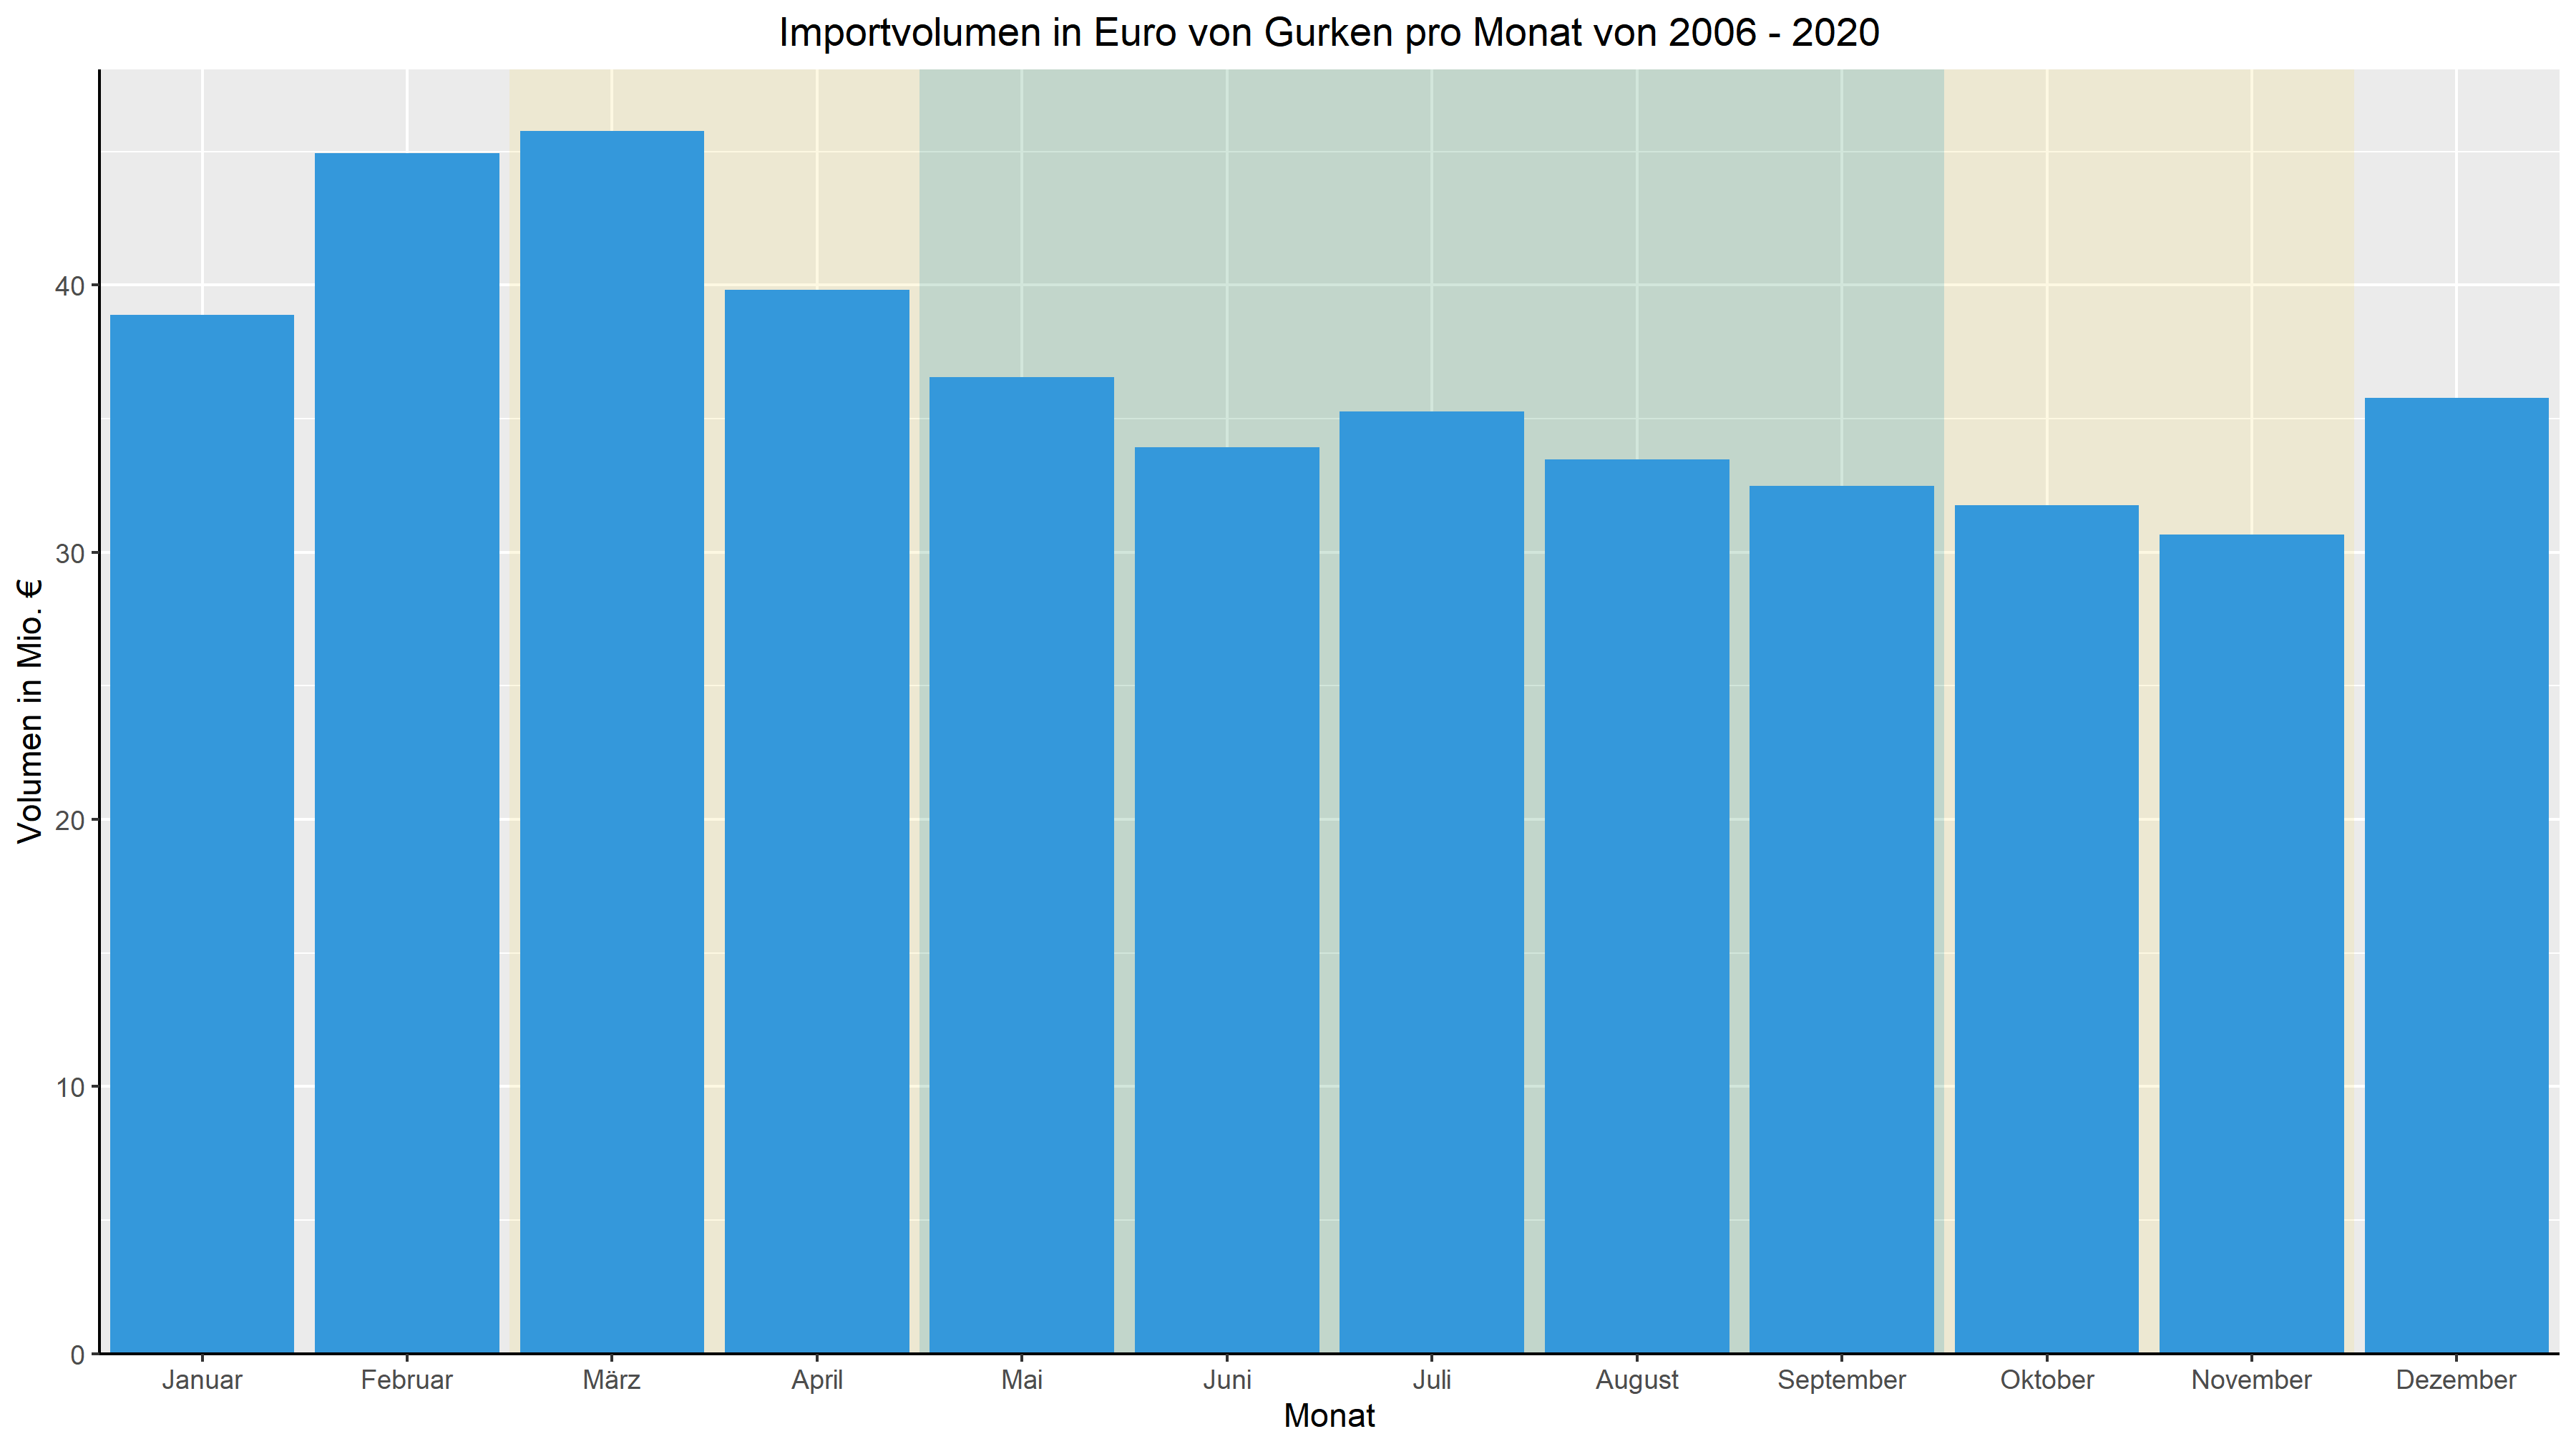 Importvolumen in Euro von Gurken pro Monat von 2006 - 2020
Volumen in Mio. €
40
30
20
10
0
Januar Februar März April Mai Juni Juli August September Oktober November Dezember
Monat